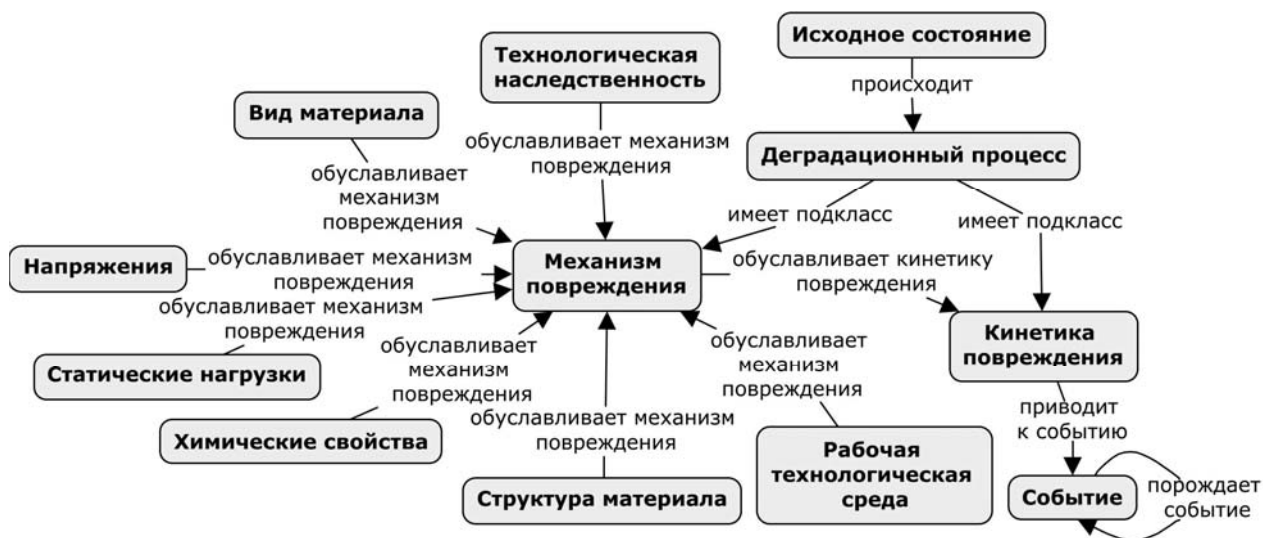 Исходное состояние
происходит
Технологическая
наследственность
Вид материала
обуславливает механизм
повреждения
Деградационный процесс
обуславливает
механизм
повреждения
имеет подкласс
имеет подкласс
Напряжения
обуславливает механизм
повреждения
Механизм
повреждения
обуславливает кинетику
повреждения
обуславливает механизм
повреждения
Кинетика
повреждения
Статические нагрузки
обуславливает
механизм
повреждения
обуславливает
механизм
повреждения
приводит
к событию
Химические свойства
обуславливает механизм
повреждения
Рабочая
технологическая
среда
Структура материала
Событие
порождает
событие